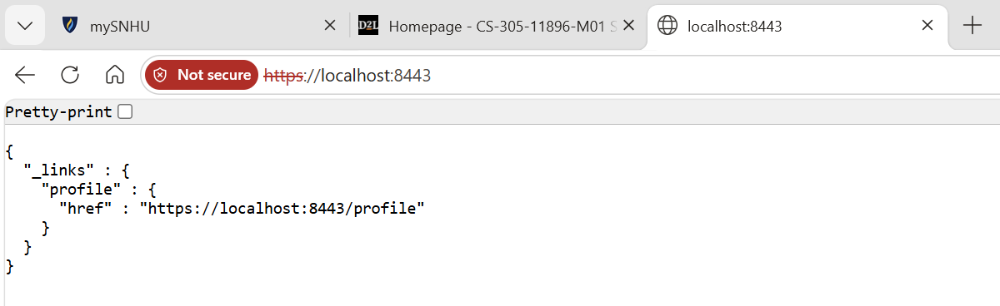 mySNHU
D2L Homepage - CS-305-11896-M01 S
localhost:8443
Not secure https://localhost:8443
Pretty-print
{
  "_links" : {
    "profile" : {
      "href" : "https://localhost:8443/profile"
    }
  }
}